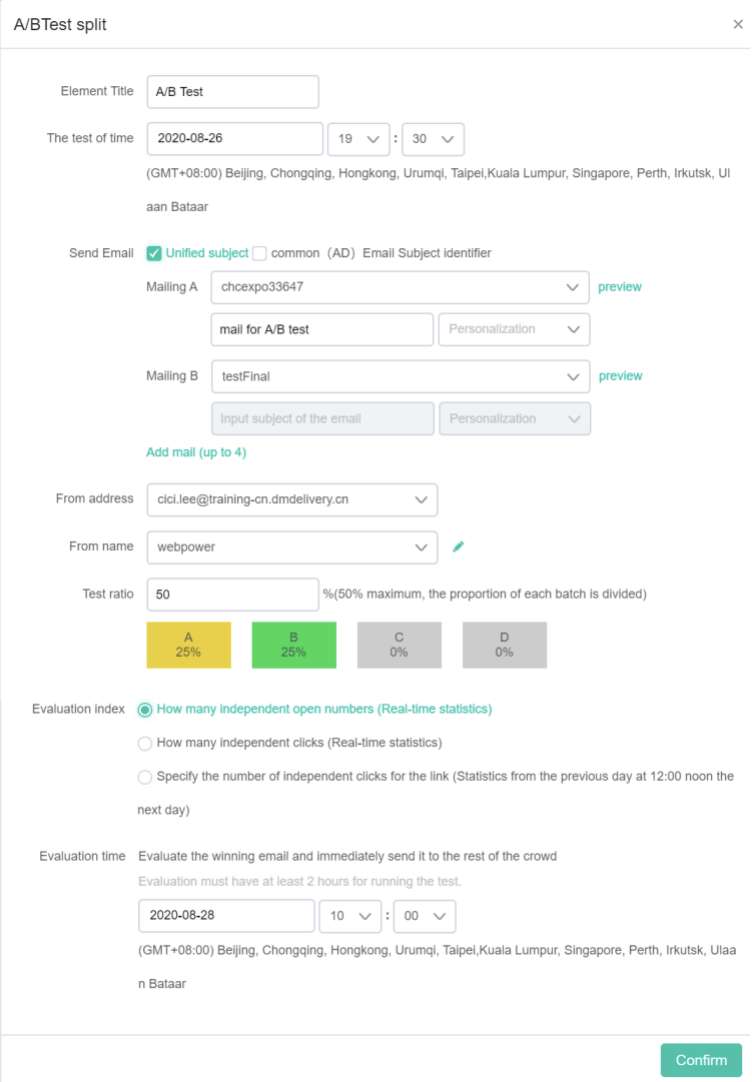 A/BTest split ×
Element Title A/B Test
The test of time 2020-08-26 19 : 30
(GMT+08:00) Beijing, Chongqing, Hongkong, Urumqi, Taipei,Kuala Lumpur, Singapore, Perth, Irkutsk, Ul
aan Bataar
Send Email Unified subject common（AD）Email Subject identifier
Mailing A chcexpo33647 preview
mail for A/B test Personalization
Mailing B testFinal preview
Input subject of the email Personalization
Add mail (up to 4)
From address cici.lee@training-cn.dmdelivery.cn
From name webpower
Test ratio 50 %(50% maximum, the proportion of each batch is divided)
A B C D
25% 25% 0% 0%
Evaluation index How many independent open numbers (Real-time statistics)
How many independent clicks (Real-time statistics)
Specify the number of independent clicks for the link (Statistics from the previous day at 12:00 noon the
next day)
Evaluation time Evaluate the winning email and immediately send it to the rest of the crowd
Evaluation must have at least 2 hours for running the test.
2020-08-28 10 : 00
(GMT+08:00) Beijing, Chongqing, Hongkong, Urumqi, Taipei,Kuala Lumpur, Singapore, Perth, Irkutsk, Ulaa
n Bataar
Confirm